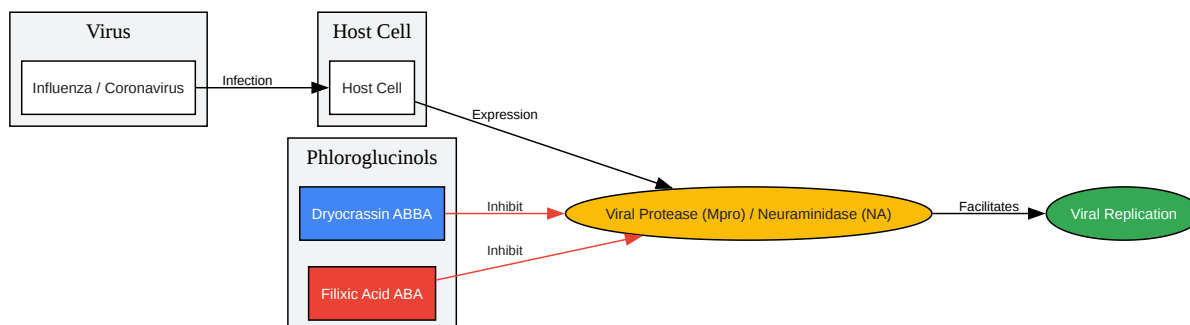 Virus
Host Cell
Influenza / Coronavirus
Infection
Host Cell
Expression
Phloroglucinols
Dryocrassin ABBA
Inhibit
Viral Protease (Mpro) / Neuraminidase (NA)
Facilitates
Viral Replication
Inhibit
Filixic Acid ABA